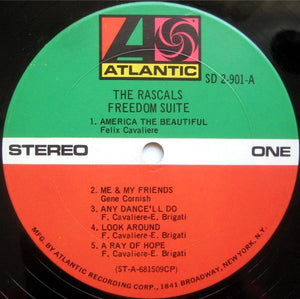 ATLANTIC
SD 2-901-A
THE RASCALS
FREEDOM SUITE
1. AMERICA THE BEAUTIFUL
Felix Cavaliere
STEREO
ONE
2. ME & MY FRIENDS
Gene Cornish
3. ANY DANCE'LL DO
F. Cavaliere-E. Brigati
4. LOOK AROUND
F. Cavaliere-E. Brigati
5. A RAY OF HOPE
F. Cavaliere-E. Brigati
(ST-A-681509CP)
MFG. BY ATLANTIC RECORDING CORP., 1841 BROADWAY, NEW YORK, N.Y.